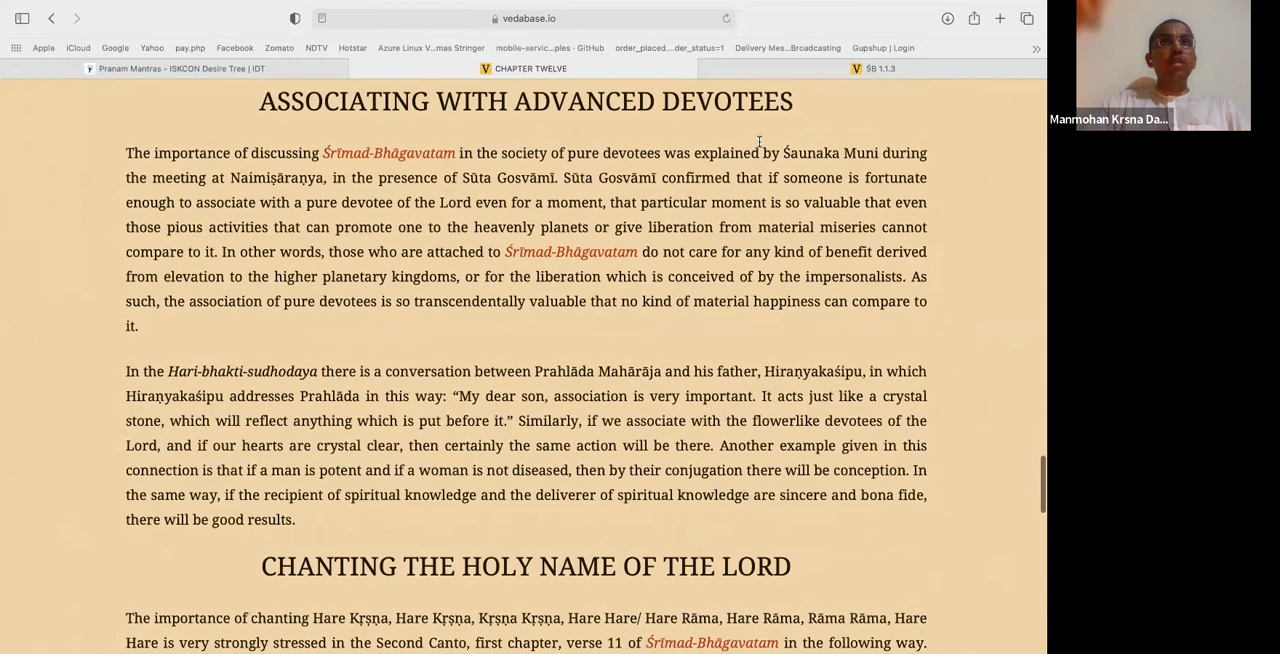 vedabase.io
Apple iCloud Google Yahoo pay.php Facebook Zomato NDTV Hotstar Azure Linux V...mas Stringer mobile-servic...ples · GitHub order_placed....der_status=1 Delivery Mes...Broadcasting Gupshup | Login
Pranam Mantras – ISKCON Desire Tree | IDT CHAPTER TWELVE ŚB 1.1.3
Manmohan Krsna Da...
ASSOCIATING WITH ADVANCED DEVOTEES
The importance of discussing Śrīmad-Bhāgavatam in the society of pure devotees was explained by Śaunaka Muni during
the meeting at Naimiṣāraṇya, in the presence of Sūta Gosvāmī. Sūta Gosvāmī confirmed that if someone is fortunate
enough to associate with a pure devotee of the Lord even for a moment, that particular moment is so valuable that even
those pious activities that can promote one to the heavenly planets or give liberation from material miseries cannot
compare to it. In other words, those who are attached to Śrīmad-Bhāgavatam do not care for any kind of benefit derived
from elevation to the higher planetary kingdoms, or for the liberation which is conceived of by the impersonalists. As
such, the association of pure devotees is so transcendentally valuable that no kind of material happiness can compare to
it.
In the Hari-bhakti-sudhodaya there is a conversation between Prahlāda Mahārāja and his father, Hiraṇyakaśipu, in which
Hiraṇyakaśipu addresses Prahlāda in this way: “My dear son, association is very important. It acts just like a crystal
stone, which will reflect anything which is put before it.” Similarly, if we associate with the flowerlike devotees of the
Lord, and if our hearts are crystal clear, then certainly the same action will be there. Another example given in this
connection is that if a man is potent and if a woman is not diseased, then by their conjugation there will be conception. In
the same way, if the recipient of spiritual knowledge and the deliverer of spiritual knowledge are sincere and bona fide,
there will be good results.
CHANTING THE HOLY NAME OF THE LORD
The importance of chanting Hare Kṛṣṇa, Hare Kṛṣṇa, Kṛṣṇa Kṛṣṇa, Hare Hare/ Hare Rāma, Hare Rāma, Rāma Rāma, Hare
Hare is very strongly stressed in the Second Canto, first chapter, verse 11 of Śrīmad-Bhāgavatam in the following way.